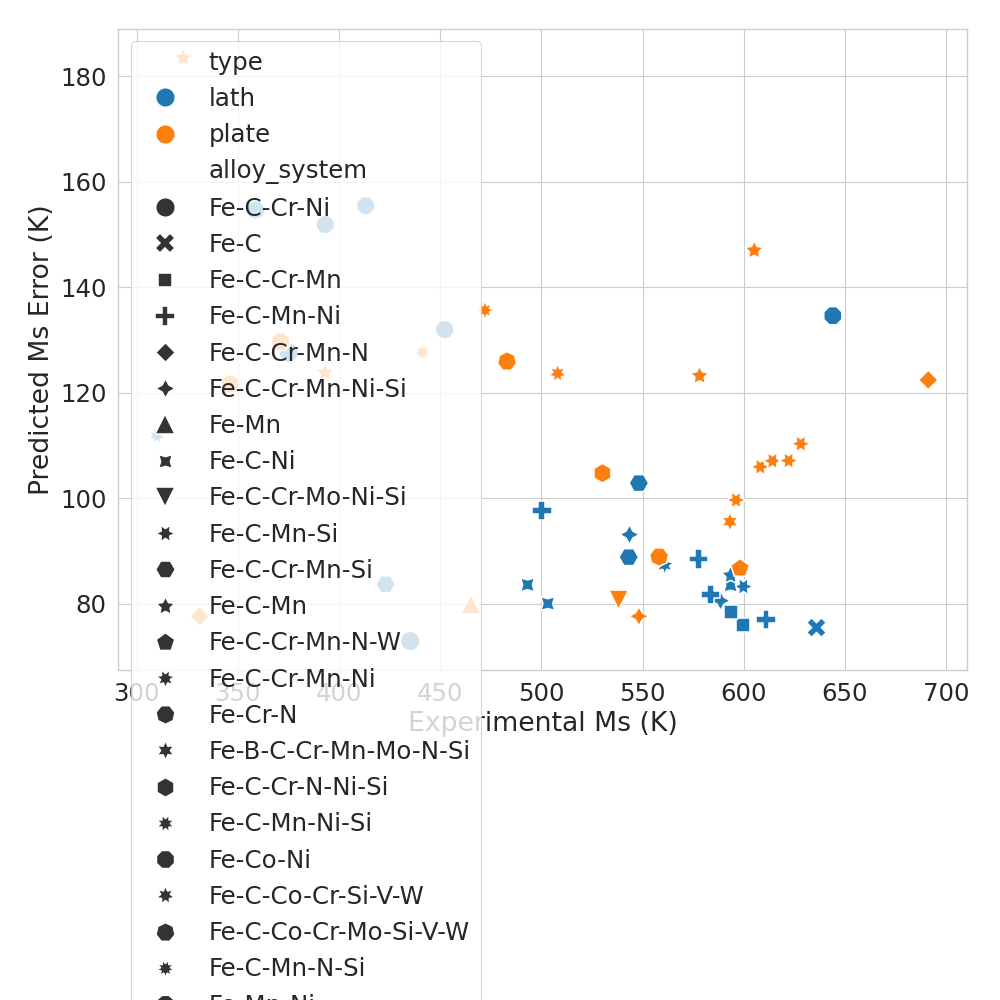 180
160
140
120
100
80
Predicted Ms Error (K)
300 350 400 450 500 550 600 650 700
Experimental Ms (K)
type
lath
plate
alloy_system
Fe-C-Cr-Ni
Fe-C
Fe-C-Cr-Mn
Fe-C-Mn-Ni
Fe-C-Cr-Mn-N
Fe-C-Cr-Mn-Ni-Si
Fe-Mn
Fe-C-Ni
Fe-C-Cr-Mo-Ni-Si
Fe-C-Mn-Si
Fe-C-Cr-Mn-Si
Fe-C-Mn
Fe-C-Cr-Mn-N-W
Fe-C-Cr-Mn-Ni
Fe-Cr-N
Fe-B-C-Cr-Mn-Mo-N-Si
Fe-C-Cr-N-Ni-Si
Fe-C-Mn-Ni-Si
Fe-Co-Ni
Fe-C-Co-Cr-Si-V-W
Fe-C-Co-Cr-Mo-Si-V-W
Fe-C-Mn-N-Si
Fe-Mn-Ni